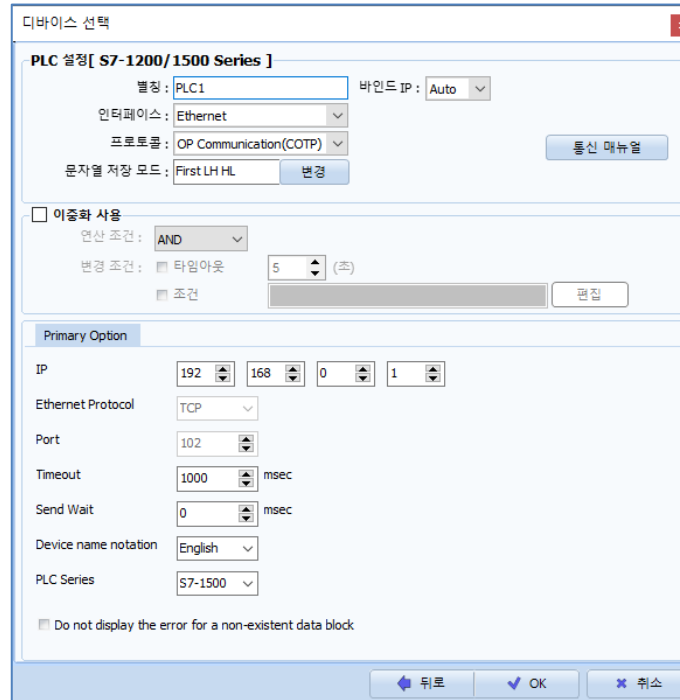 디바이스 선택
PLC 설정[ S7-1200/1500 Series ]
별칭 : PLC1 바인드 IP : Auto
인터페이스 : Ethernet
프로토콜 : OP Communication(COTP) 통신 매뉴얼
문자열 저장 모드 : First LH HL 변경
이중화 사용
연산 조건 : AND
변경 조건 : 타임아웃 5 (초)
조건 편집
Primary Option
IP 192 168 0 1
Ethernet Protocol TCP
Port 102
Timeout 1000 msec
Send Wait 0 msec
Device name notation English
PLC Series S7-1500
Do not display the error for a non-existent data block
뒤로 OK 취소